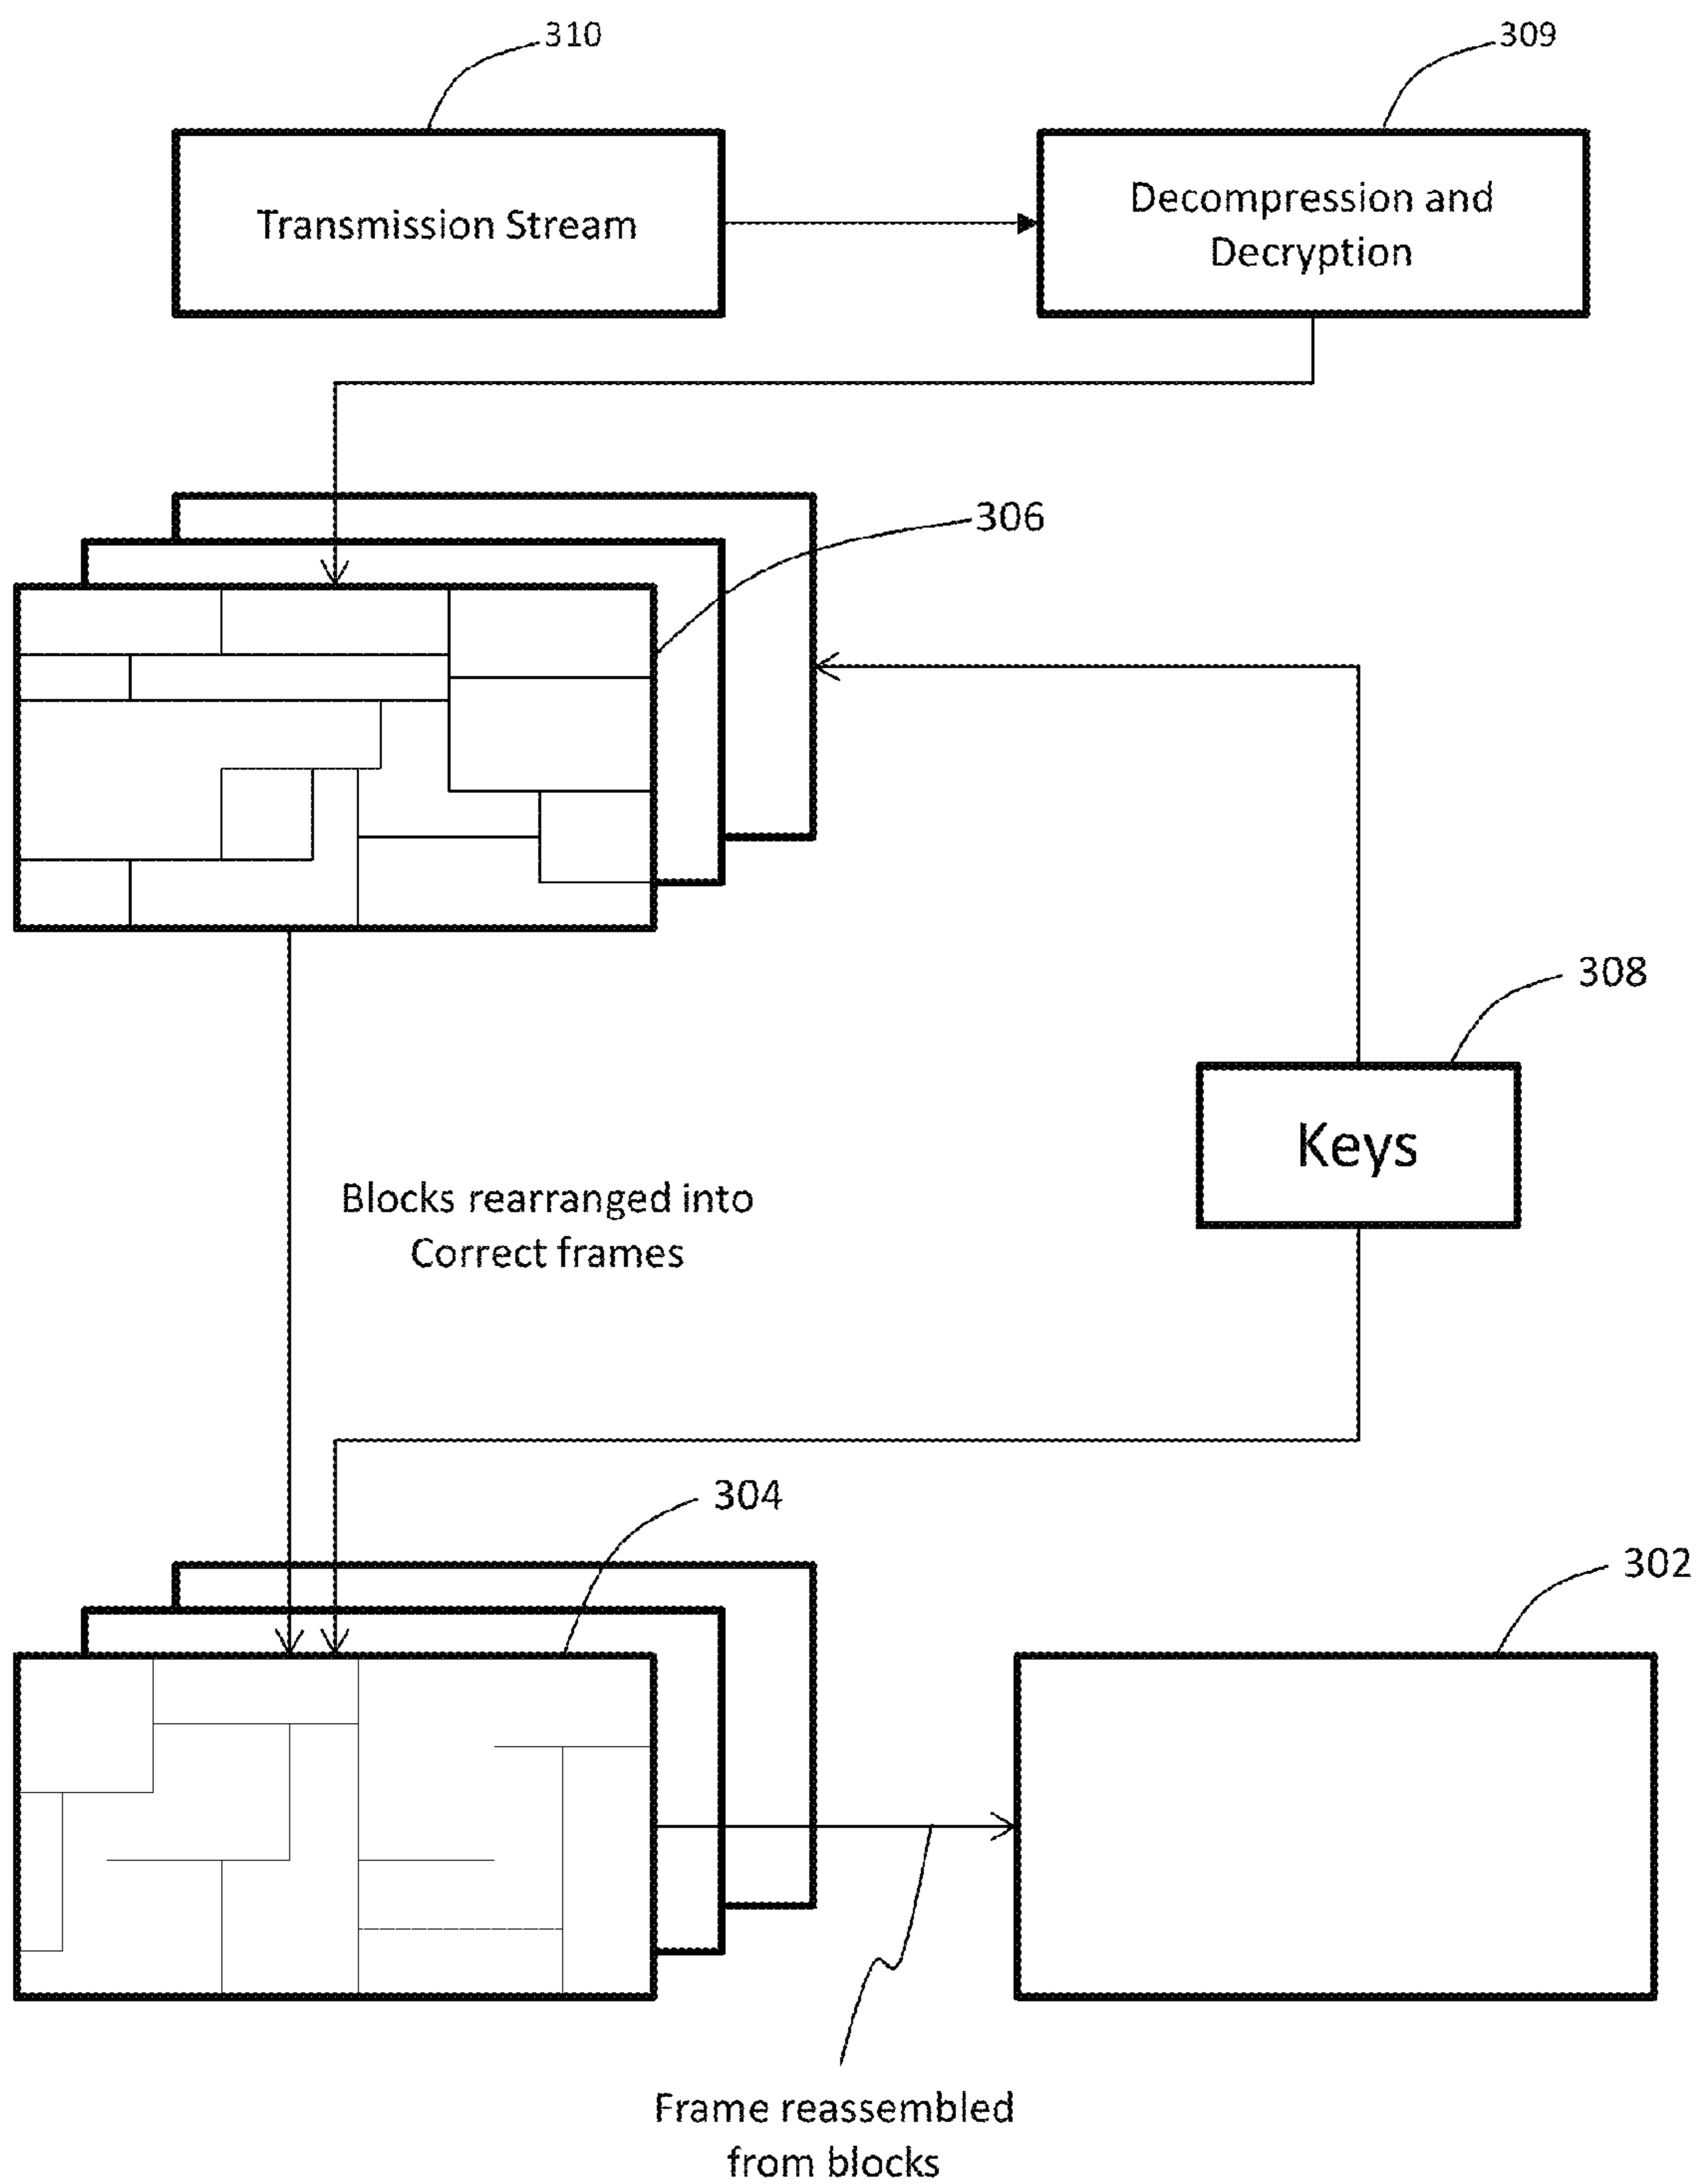 310
309
Transmission Stream
Decompression and
Decryption
306
308
Keys
Blocks rearranged into
Correct frames
304
302
Frame reassembled
from blocks